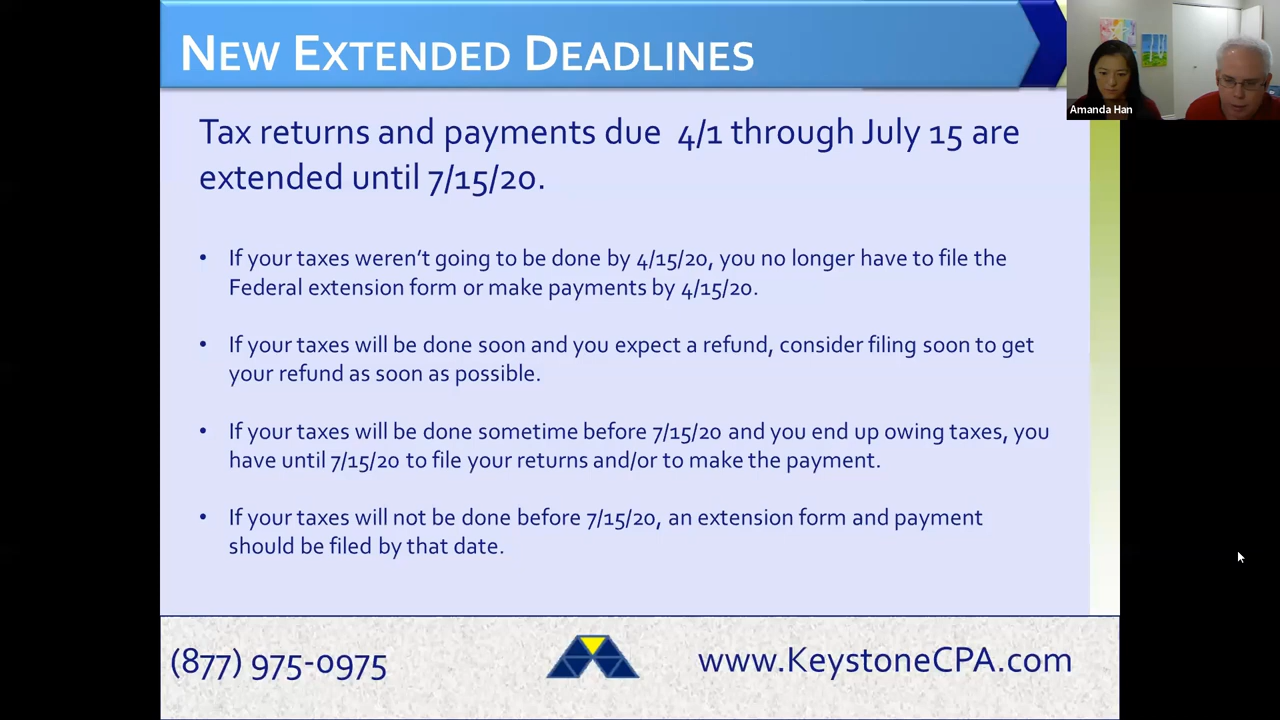 NEW EXTENDED DEADLINES
Amanda Han
Tax returns and payments due 4/1 through July 15 are
extended until 7/15/20.
• If your taxes weren't going to be done by 4/15/20, you no longer have to file the
Federal extension form or make payments by 4/15/20.
• If your taxes will be done soon and you expect a refund, consider filing soon to get
your refund as soon as possible.
• If your taxes will be done sometime before 7/15/20 and you end up owing taxes, you
have until 7/15/20 to file your returns and/or to make the payment.
• If your taxes will not be done before 7/15/20, an extension form and payment
should be filed by that date.
(877) 975-0975
www.KeystoneCPA.com